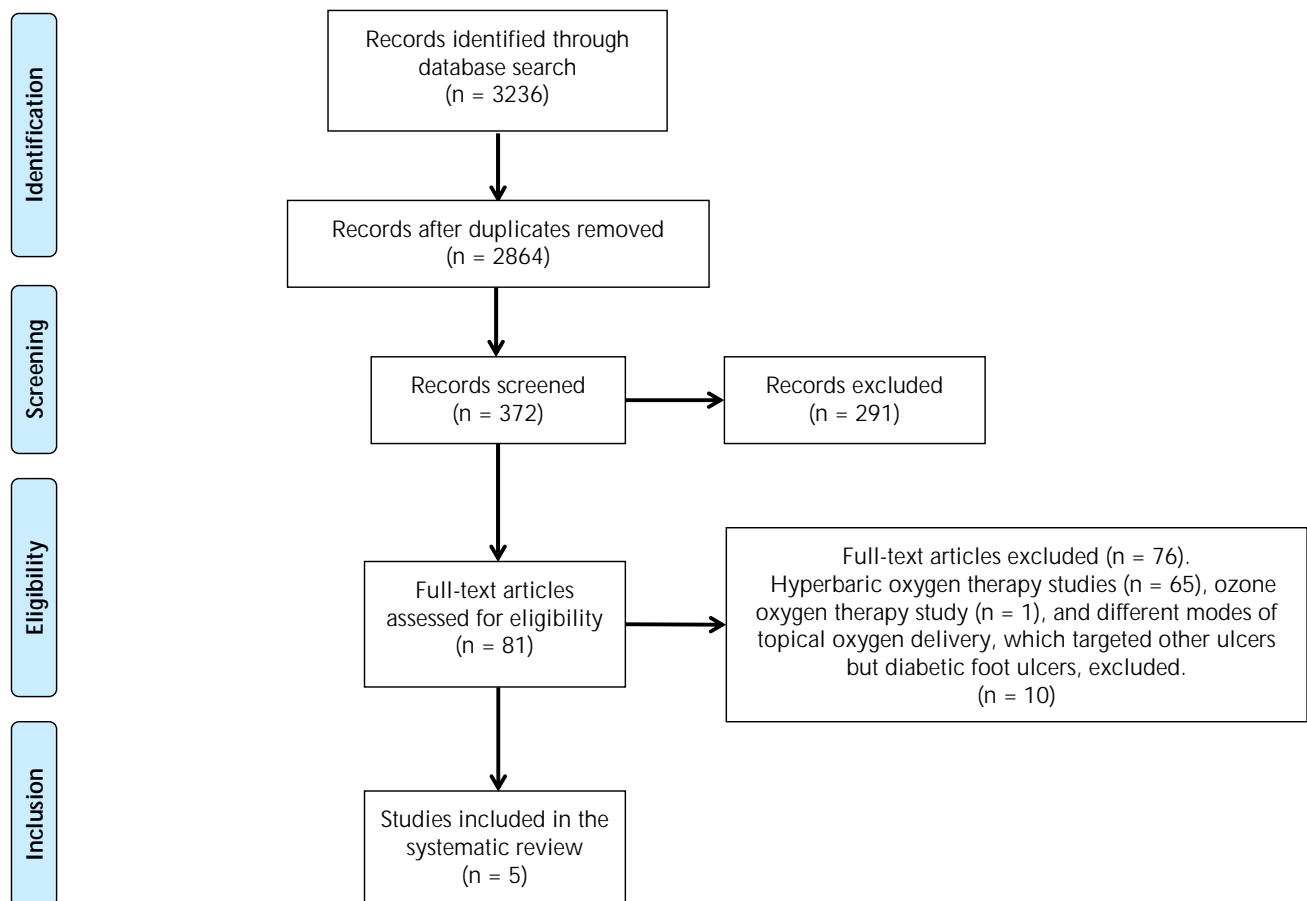 Identification
Records identified through
database search
(n = 3236)
Records after duplicates removed
(n = 2864)
Screening
Records screened
(n = 372)
Records excluded
(n = 291)
Eligibility
Full-text articles
assessed for eligibility
(n = 81)
Full-text articles excluded (n = 76).
Hyperbaric oxygen therapy studies (n = 65), ozone
oxygen therapy study (n = 1), and different modes of
topical oxygen delivery, which targeted other ulcers
but diabetic foot ulcers, excluded.
(n = 10)
Inclusion
Studies included in the
systematic review
(n = 5)